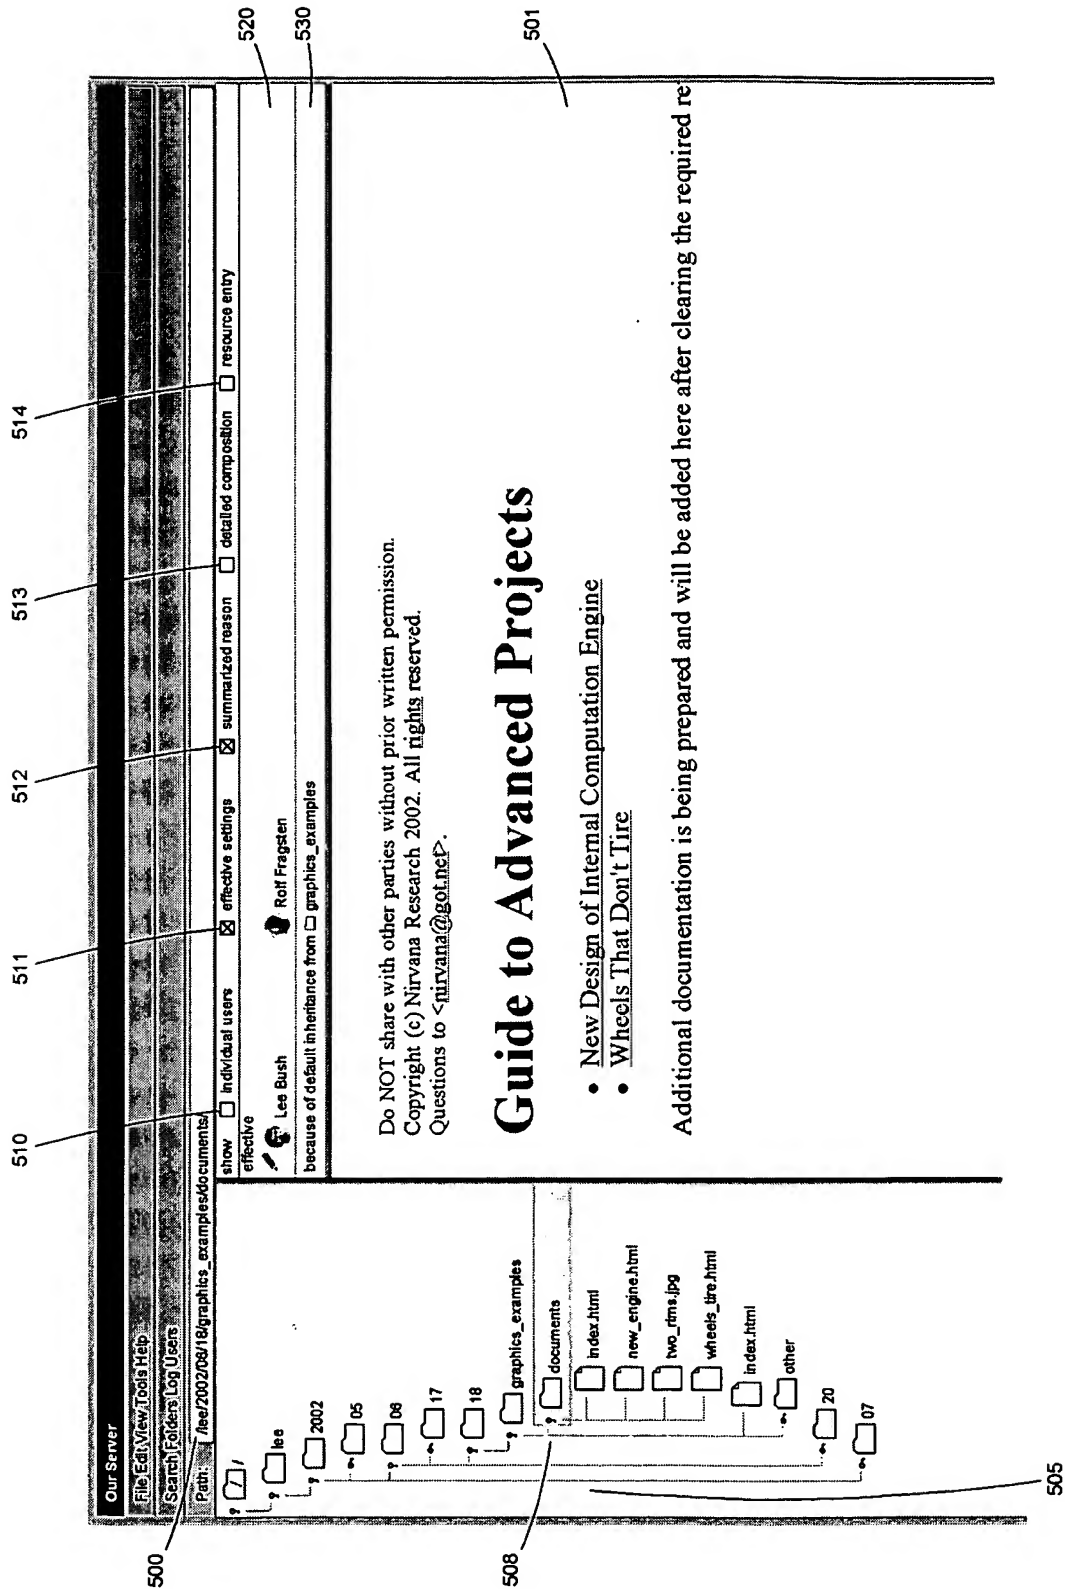 Our Server
File Edit View Tools Help
Search Folders Log Users
Path: /lee/2002/06/18/graphics_examples/documents/
/
lee
2002
05
06
17
18
graphics_examples
documents
index.html
new_engine.html
two_rims.jpg
wheels_tire.html
index.html
other
20
07
show individual users effective settings summarized reason detailed composition resource entry
effective
Lee Bush Rolf Fragsten
because of default inheritance from graphics_examples
Do NOT share with other parties without prior written permission.
Copyright (c) Nirvana Research 2002. All rights reserved.
Questions to <nirvana@got.net>.
Guide to Advanced Projects
• New Design of Internal Computation Engine
• Wheels That Don't Tire
Additional documentation is being prepared and will be added here after clearing the required re
500
510
511
512
513
514
520
530
501
508
505